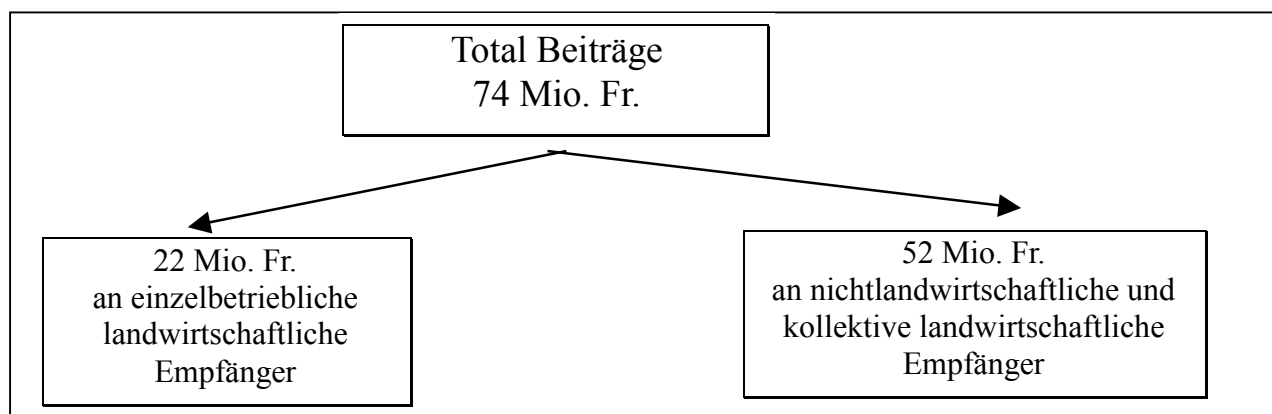 Total Beiträge
74 Mio. Fr.
22 Mio. Fr.
an einzelbetriebliche
landwirtschaftliche
Empfänger
52 Mio. Fr.
an nichtlandwirtschaftliche und
kollektive landwirtschaftliche
Empfänger